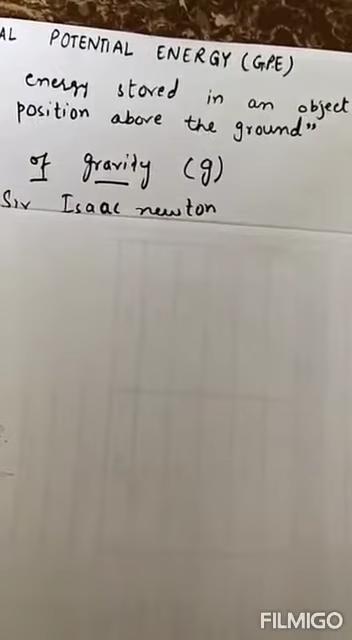 AL POTENTIAL ENERGY (GPE)
energy stored in an object
position above the ground"
of gravity (g)
Sir Isaac newton
FILMIGO